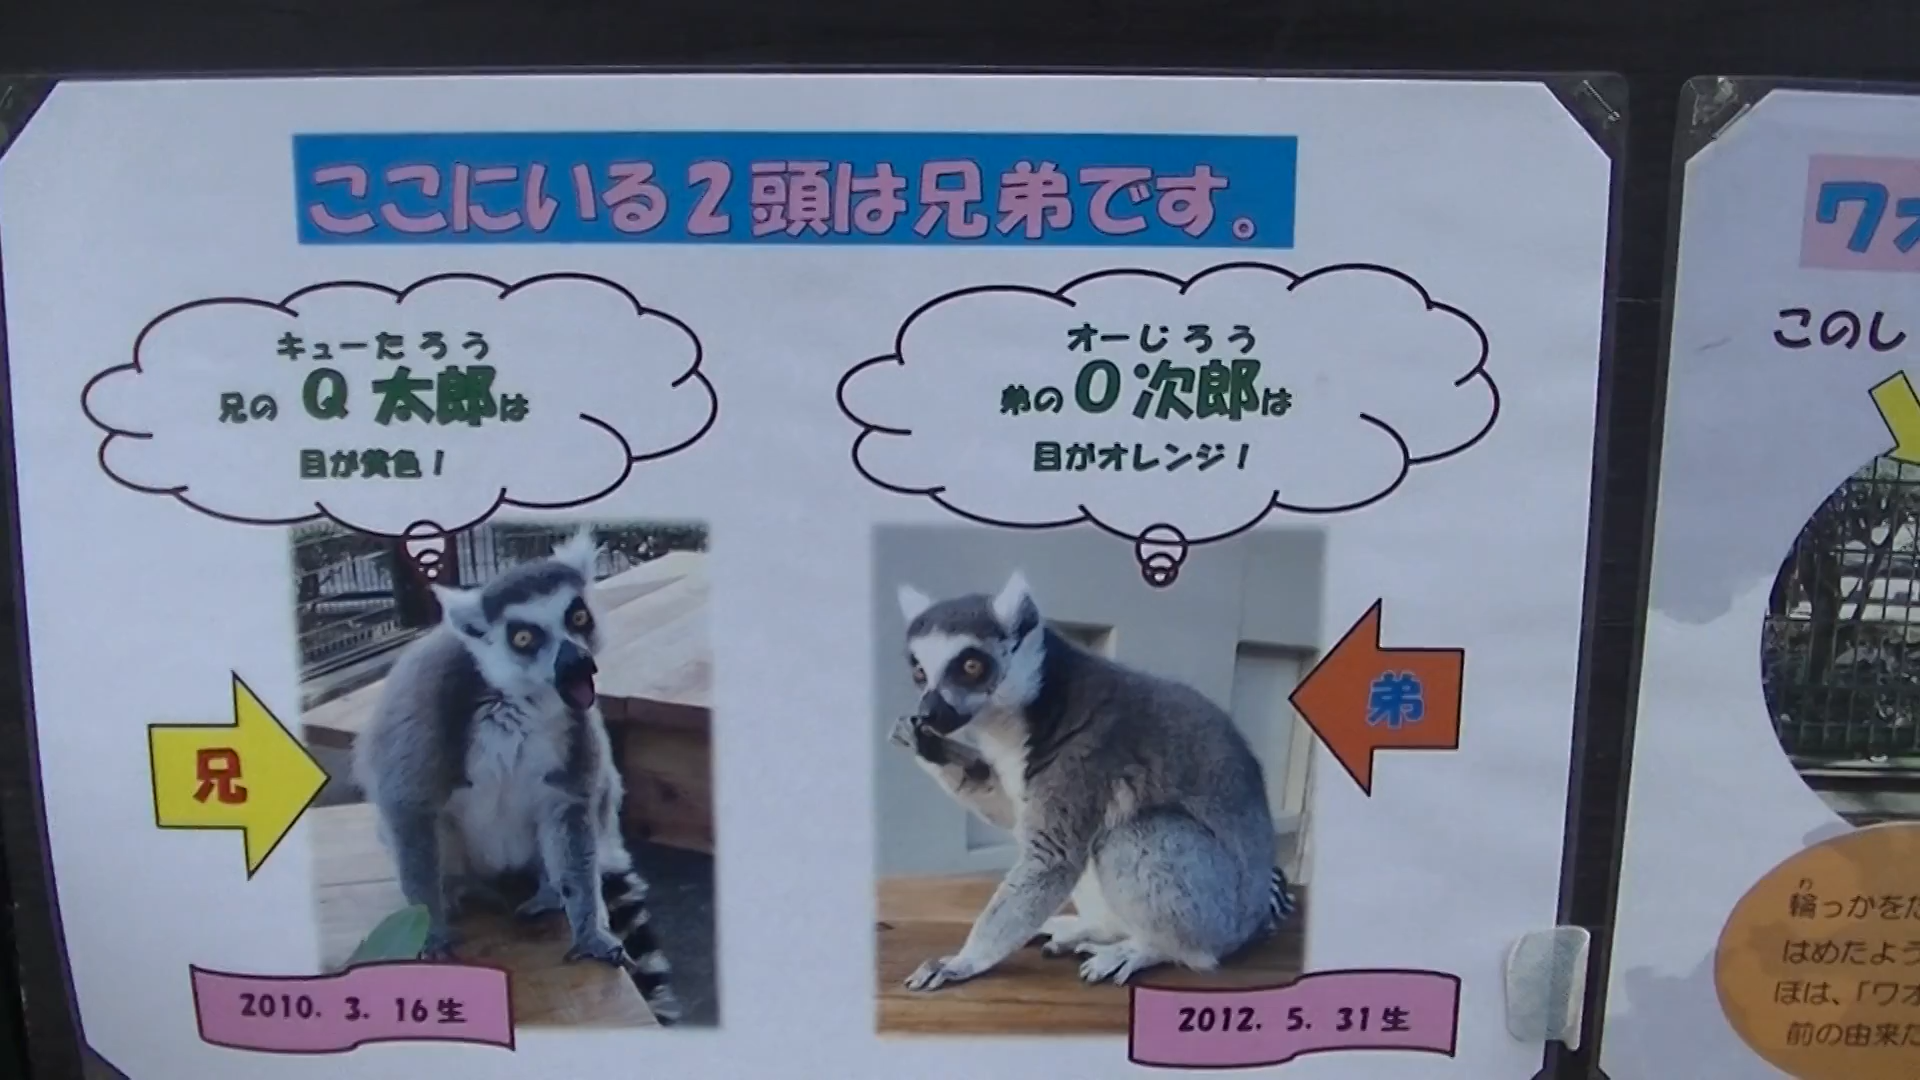 ここにいる2頭は兄弟です。
キューたろう
兄の Q 太郎は
目が黄色！
オーじろう
弟の O 次郎は
目がオレンジ！
兄
弟
2010. 3. 16生
2012. 5. 31生
ワオ
このし
わ
輪っかをた
はめたよう
ほは、「ワオ
前の由来だ